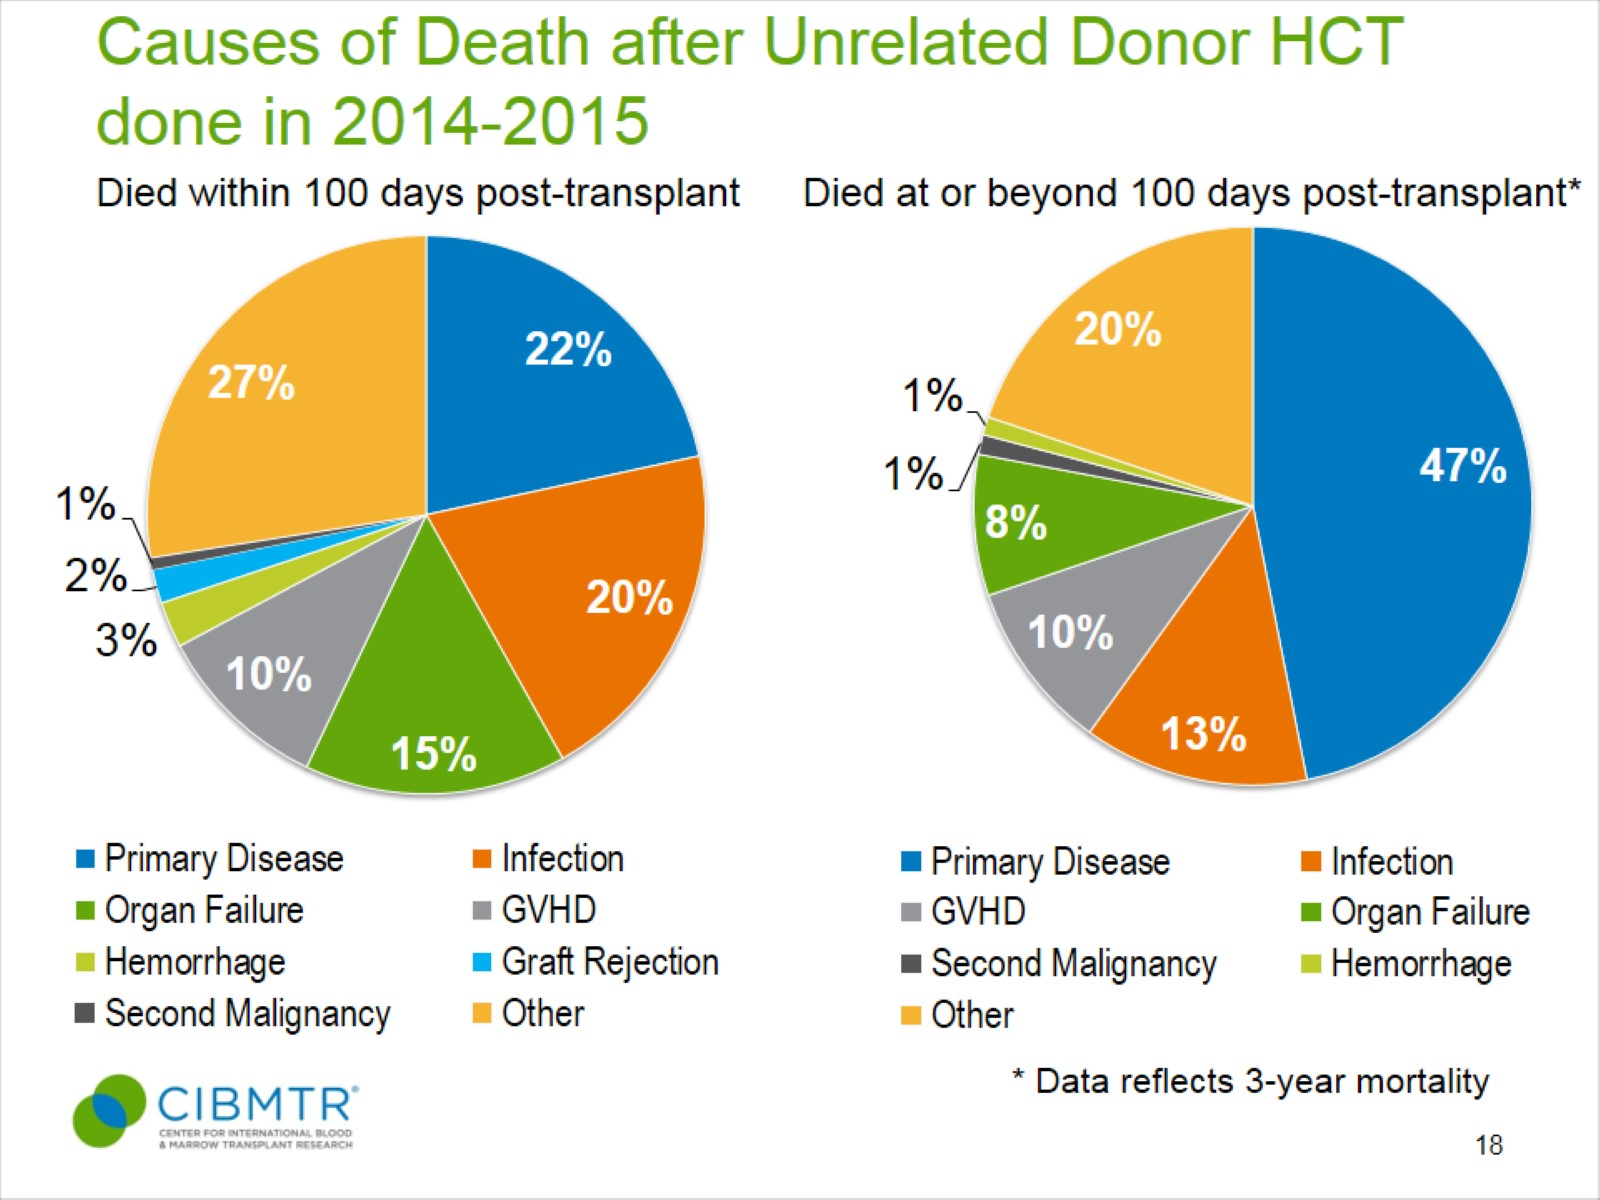 Causes of Death after Unrelated Donor HCT
done in 2014-2015
Died within 100 days post-transplant
22%
27%
1%
2%
20%
3%
10%
15%
Primary Disease
Infection
Organ Failure
GVHD
Hemorrhage
Graft Rejection
Second Malignancy
Other
Died at or beyond 100 days post-transplant*
20%
1%
47%
1%
8%
10%
13%
Primary Disease
Infection
GVHD
Organ Failure
Second Malignancy
Hemorrhage
Other
* Data reflects 3-year mortality
CIBMTR®
CENTER FOR INTERNATIONAL BLOOD
& MARROW TRANSPLANT RESEARCH
18